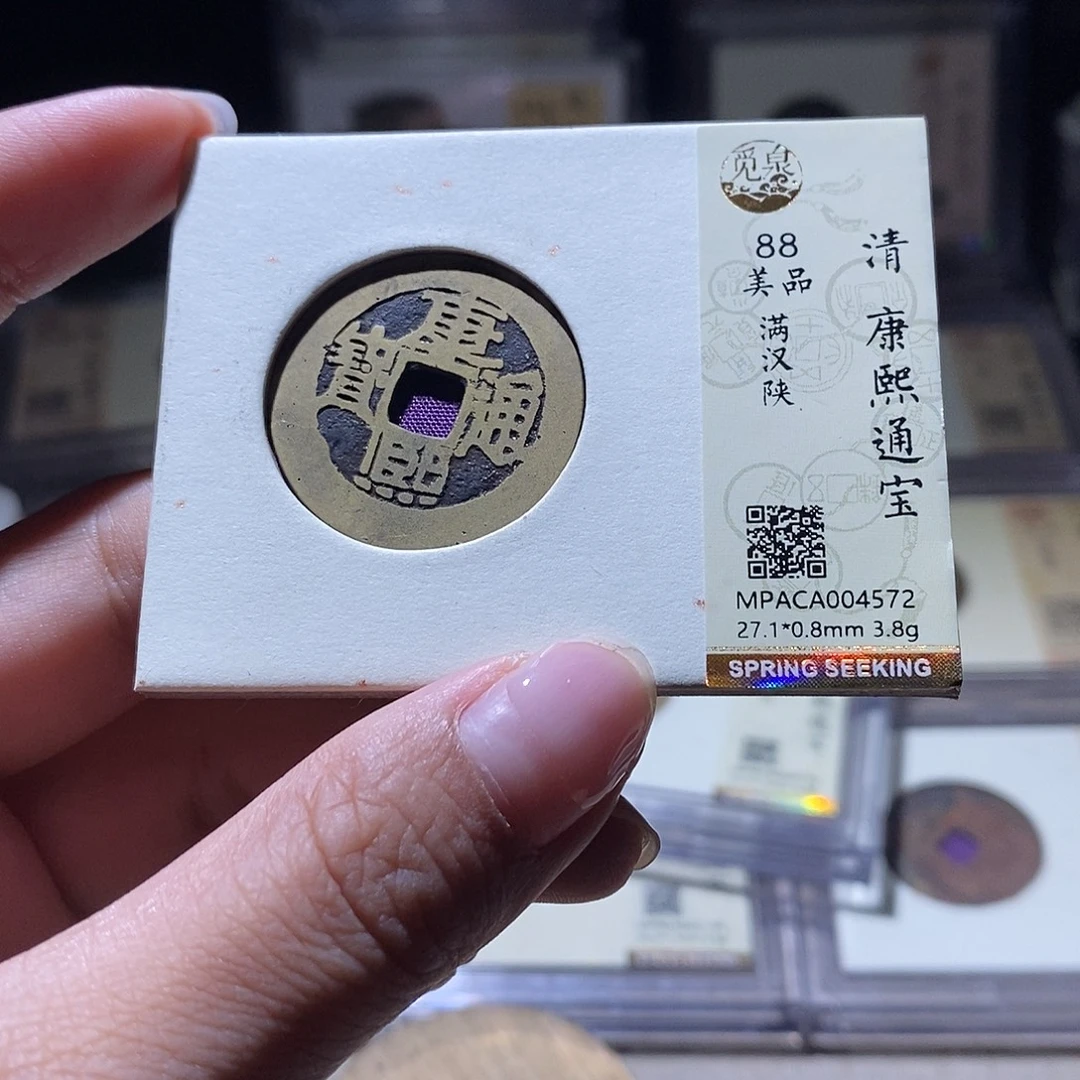 康熙通寶
觅泉
清 康熙通宝
88
美品
满汉陕
MPACA004572
27.1*0.8mm 3.8g
SPRING SEEKING